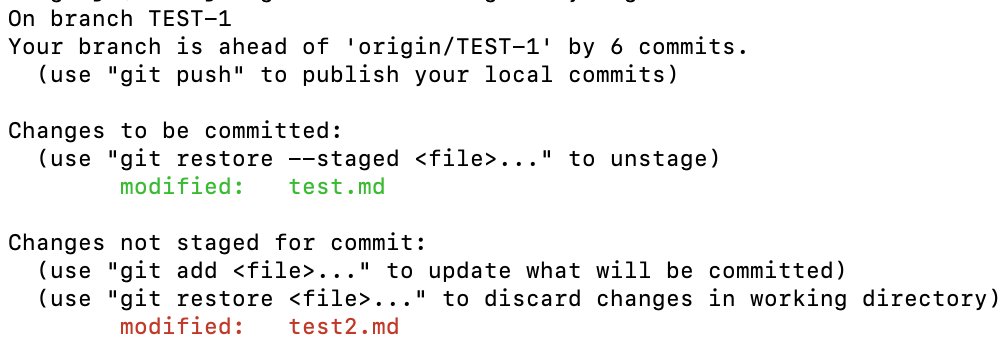 On branch TEST-1
Your branch is ahead of 'origin/TEST-1' by 6 commits.
  (use "git push" to publish your local commits)

Changes to be committed:
  (use "git restore --staged <file>..." to unstage)
        modified:   test.md

Changes not staged for commit:
  (use "git add <file>..." to update what will be committed)
  (use "git restore <file>..." to discard changes in working directory)
        modified:   test2.md